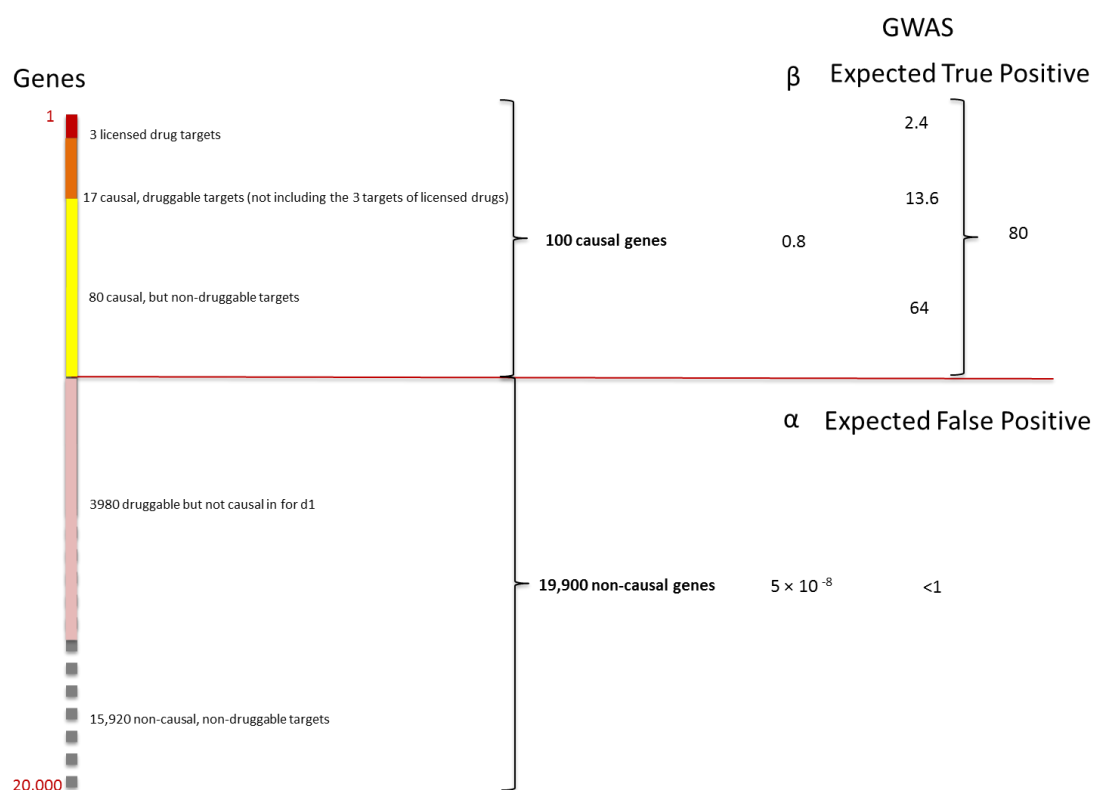 GWAS
Genes
β Expected True Positive
1
3 licensed drug targets
2.4
17 causal, druggable targets (not including the 3 targets of licensed drugs)
13.6
100 causal genes
0.8
80
80 causal, but non-druggable targets
64
α Expected False Positive
3980 druggable but not causal in for d1
19,900 non-causal genes
5 × 10 -8
<1
15,920 non-causal, non-druggable targets
20,000